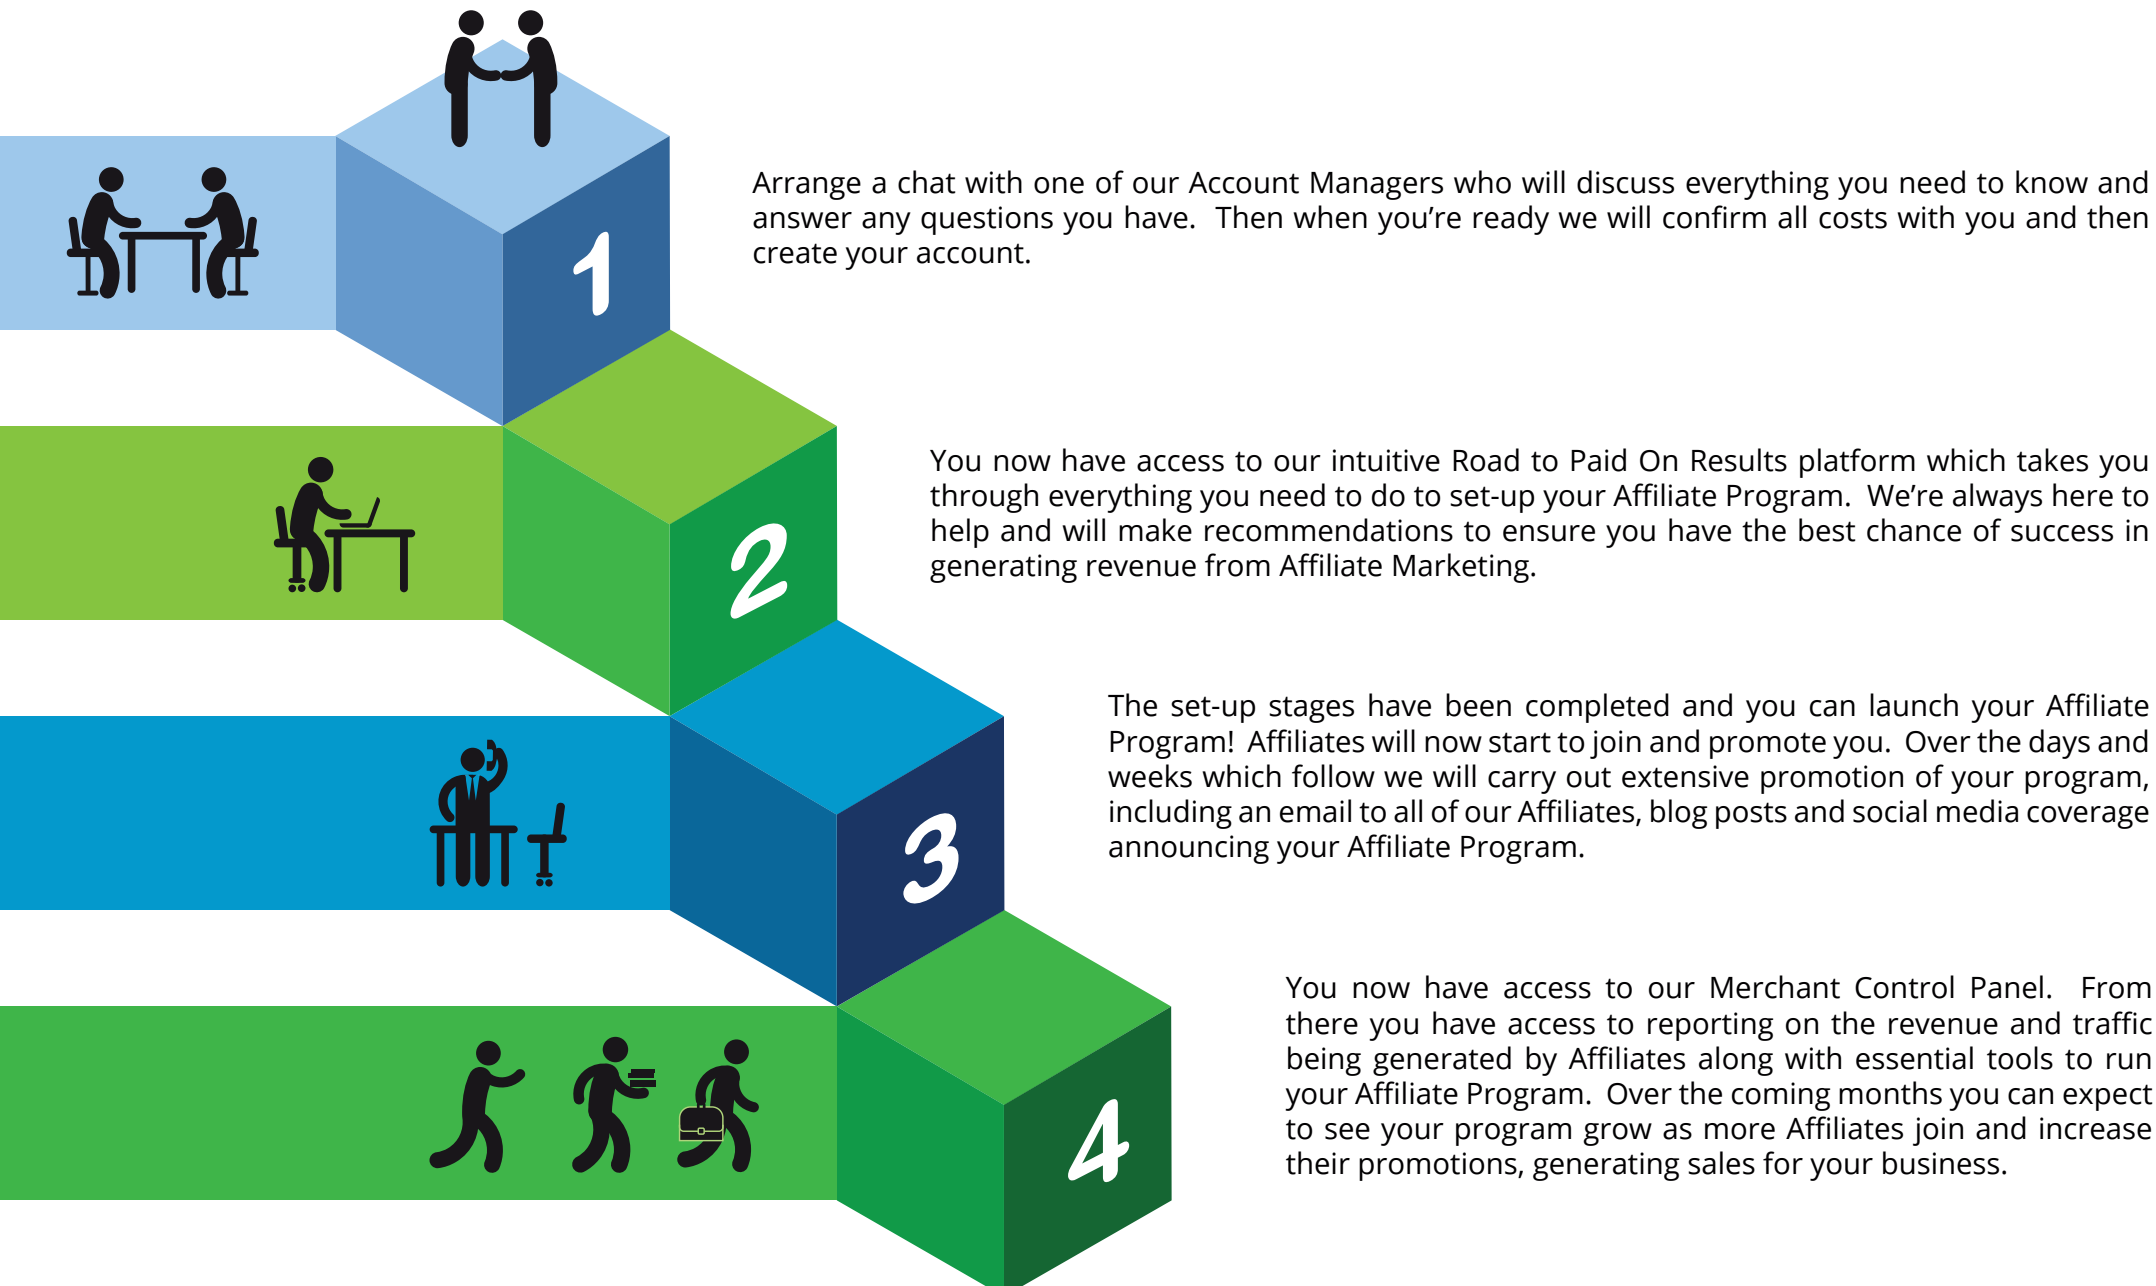 1
Arrange a chat with one of our Account Managers who will discuss everything you need to know and
answer any questions you have.  Then when you’re ready we will confirm all costs with you and then
create your account.
2
You now have access to our intuitive Road to Paid On Results platform which takes you
through everything you need to do to set-up your Affiliate Program.  We’re always here to
help and will make recommendations to ensure you have the best chance of success in
generating revenue from Affiliate Marketing.
3
The set-up stages have been completed and you can launch your Affiliate
Program!  Affiliates will now start to join and promote you.  Over the days and
weeks which follow we will carry out extensive promotion of your program,
including an email to all of our Affiliates, blog posts and social media coverage
announcing your Affiliate Program.
4
You now have access to our Merchant Control Panel.  From
there you have access to reporting on the revenue and traffic
being generated by Affiliates along with essential tools to run
your Affiliate Program.  Over the coming months you can expect
to see your program grow as more Affiliates join and increase
their promotions, generating sales for your business.